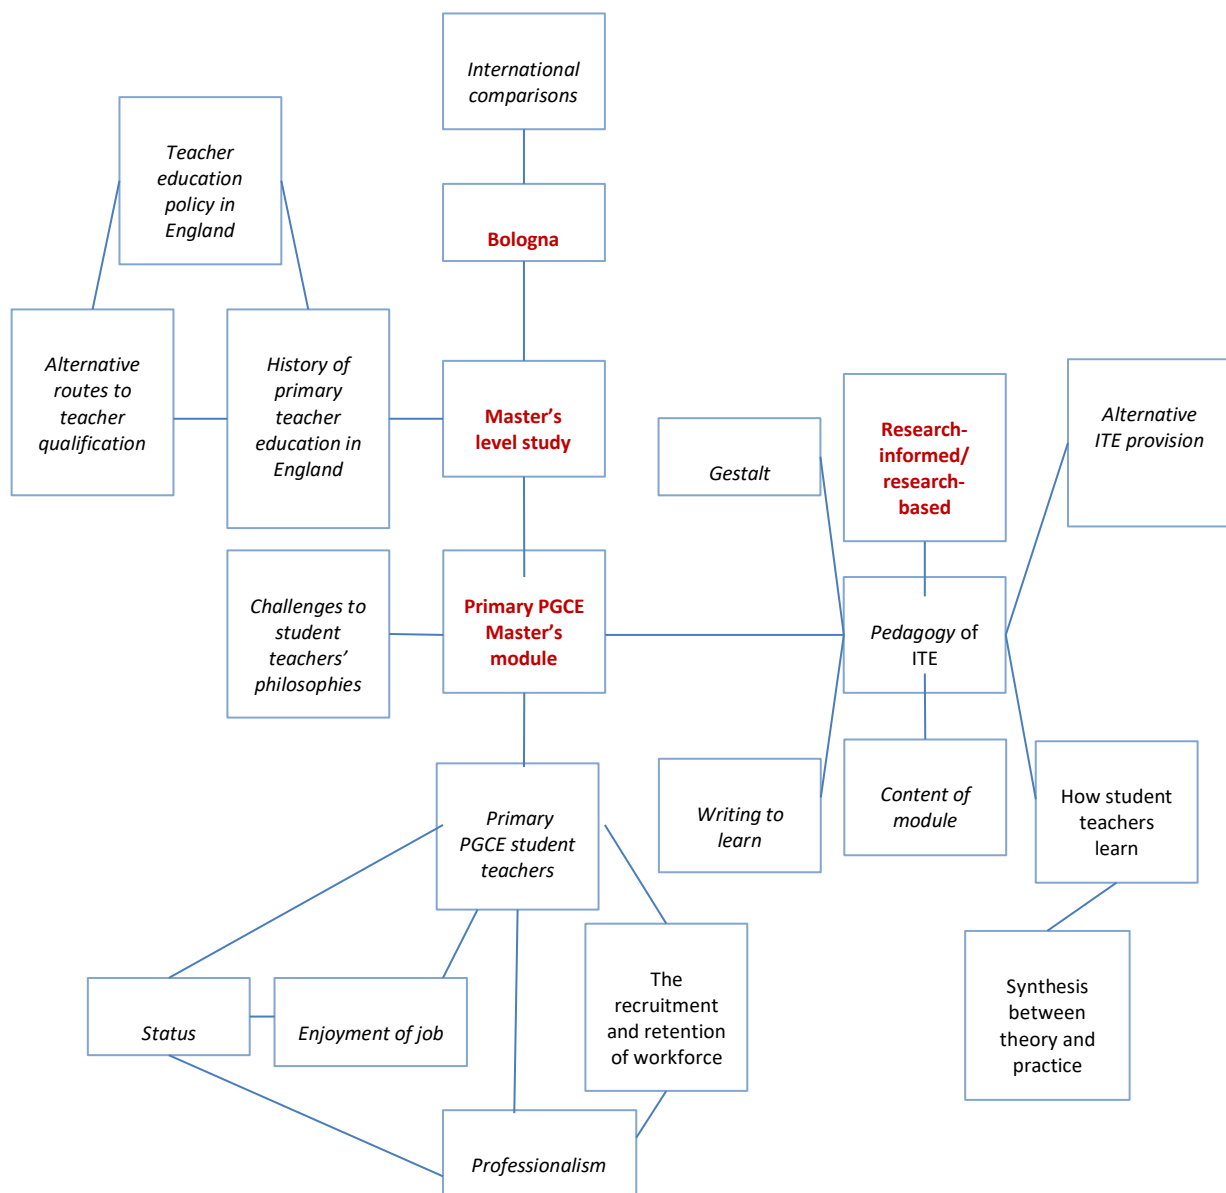 International
comparisons
Teacher
education
policy in
England
Bologna
Alternative
routes to
teacher
qualification
History of
primary
teacher
education in
England
Master’s
level study
Gestalt
Research-
informed/
research-
based
Alternative
ITE provision
Challenges to
student
teachers’
philosophies
Primary PGCE
Master’s
module
Pedagogy of
ITE
Primary
PGCE student
teachers
Writing to
learn
Content of
module
How student
teachers
learn
Status
Enjoyment of job
The
recruitment
and retention
of workforce
Synthesis
between
theory and
practice
Professionalism